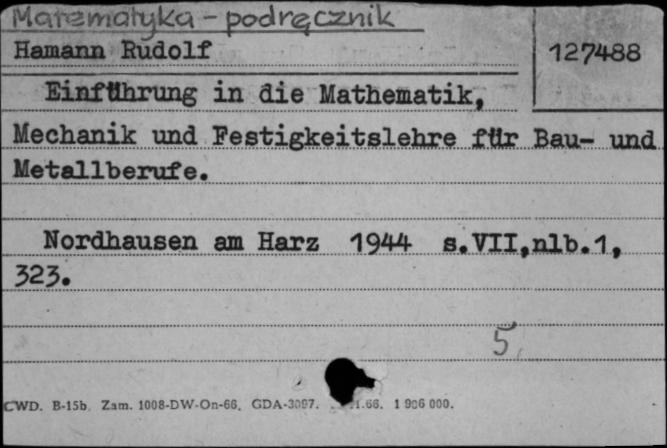 Matematyka - podręcznik
Hamann Rudolf
127488
Einführung in die Mathematik,
Mechanik und Festigkeitslehre für Bau- und
Metallberufe.
Nordhausen am Harz 1944 s.VII,nlb.1,
323.
5,
CWD. B-15b. Zam. 1008-DW-On-66. GDA-3097. .66. 1 906 000.